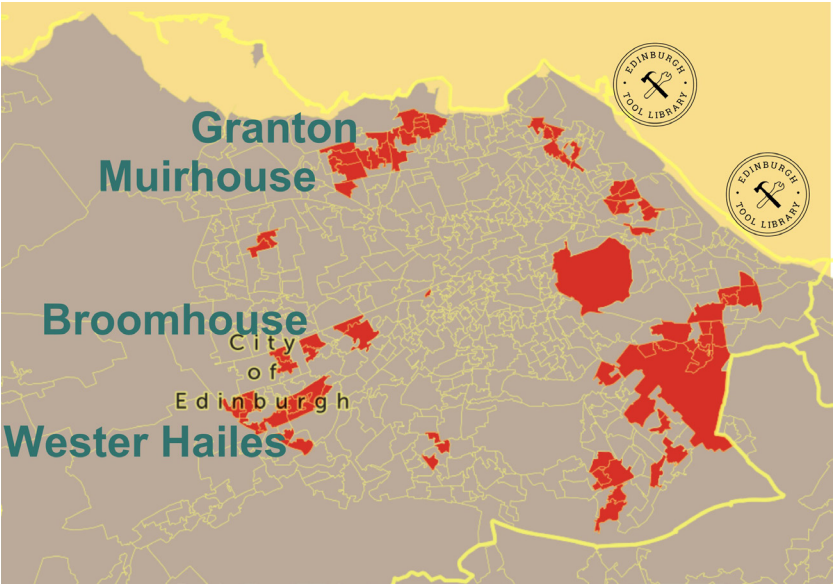 EDINBURGH
TOOL LIBRARY
Granton
Muirhouse
EDINBURGH
TOOL LIBRARY
Broomhouse
City
of
Edinburgh
Wester Hailes